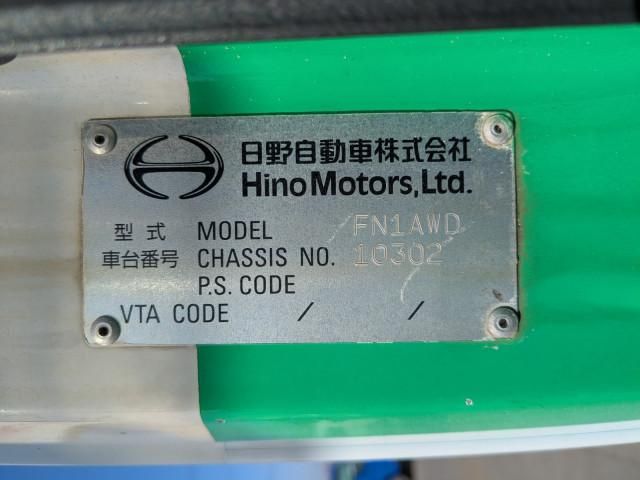 日野自動車株式会社
Hino Motors, Ltd.
型式 MODEL FN1AWD
車台番号 CHASSIS NO. 10302
P.S. CODE
VTA CODE / /